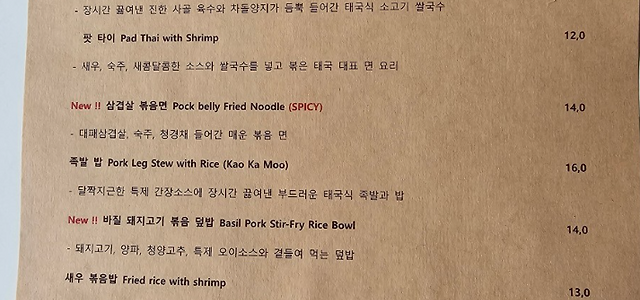 - 장시간 끓여낸 진한 사골 육수와 차돌양지가 듬뿍 들어간 태국식 소고기 쌀국수
팟 타이 Pad Thai with Shrimp 12,0
- 새우, 숙주, 새콤달콤한 소스와 쌀국수를 넣고 볶은 태국 대표 면 요리
New !! 삼겹살 볶음면 Pock belly Fried Noodle (SPICY) 14,0
- 대패삼겹살, 숙주, 청경채 들어간 매운 볶음 면
족발 밥 Pork Leg Stew with Rice (Kao Ka Moo) 16,0
- 달짝지근한 특제 간장소스에 장시간 끓여낸 부드러운 태국식 족발과 밥
New !! 바질 돼지고기 볶음 덮밥 Basil Pork Stir-Fry Rice Bowl 14,0
- 돼지고기, 양파, 청양고추, 특제 오이소스와 곁들여 먹는 덮밥
새우 볶음밥 Fried rice with shrimp 13,0